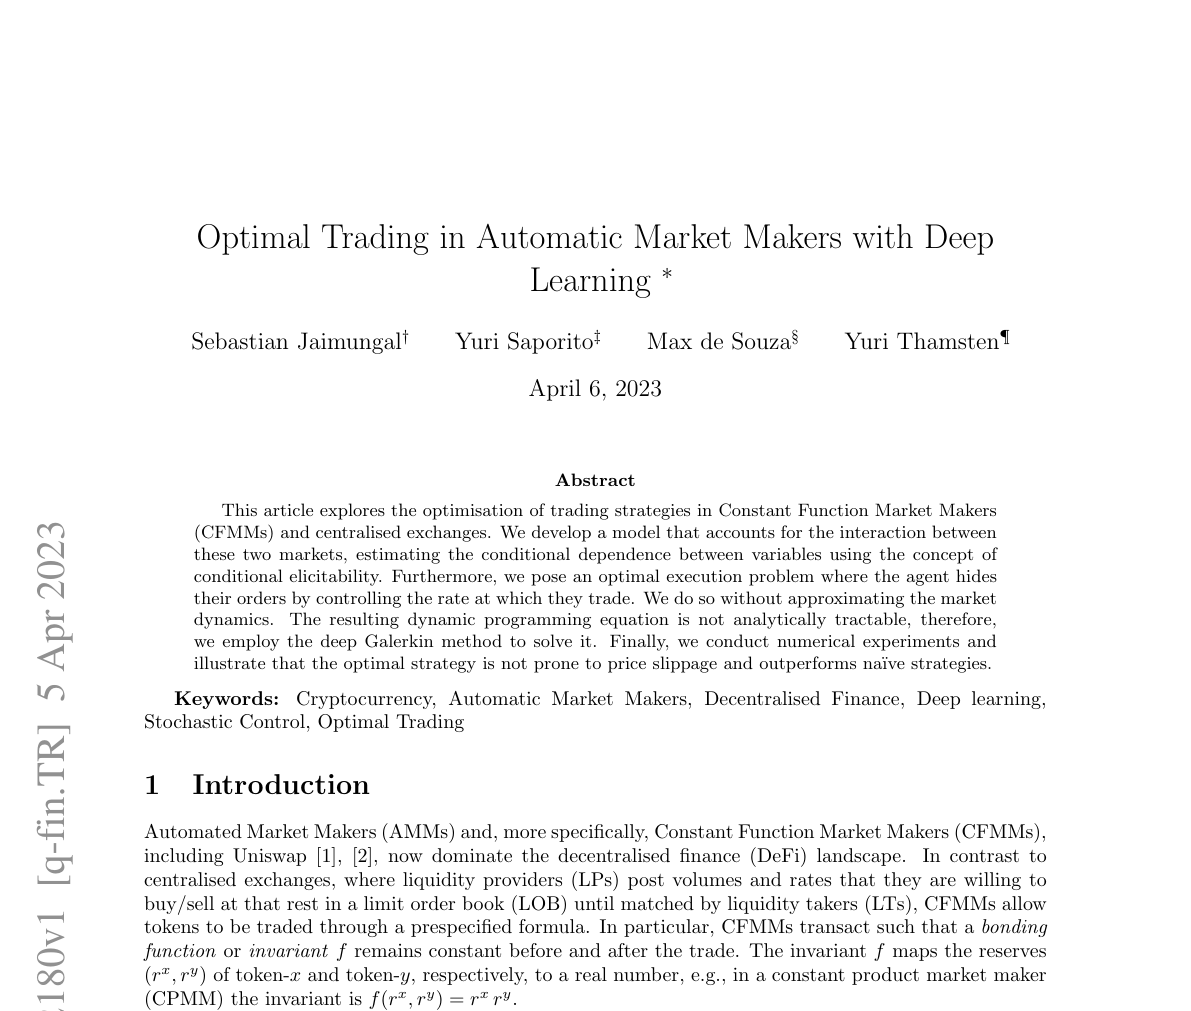 Optimal Trading in Automatic Market Makers with Deep
Learning *
Sebastian Jaimungal† Yuri Saporito‡ Max de Souza§ Yuri Thamsten¶
April 6, 2023
Abstract
This article explores the optimisation of trading strategies in Constant Function Market Makers
(CFMMs) and centralised exchanges. We develop a model that accounts for the interaction between
these two markets, estimating the conditional dependence between variables using the concept of
conditional elicitability. Furthermore, we pose an optimal execution problem where the agent hides
their orders by controlling the rate at which they trade. We do so without approximating the market
dynamics. The resulting dynamic programming equation is not analytically tractable, therefore,
we employ the deep Galerkin method to solve it. Finally, we conduct numerical experiments and
illustrate that the optimal strategy is not prone to price slippage and outperforms naïve strategies.
Keywords: Cryptocurrency, Automatic Market Makers, Decentralised Finance, Deep learning,
Stochastic Control, Optimal Trading
1 Introduction
Automated Market Makers (AMMs) and, more specifically, Constant Function Market Makers (CFMMs),
including Uniswap [1], [2], now dominate the decentralised finance (DeFi) landscape. In contrast to
centralised exchanges, where liquidity providers (LPs) post volumes and rates that they are willing to
buy/sell at that rest in a limit order book (LOB) until matched by liquidity takers (LTs), CFMMs allow
tokens to be traded through a prespecified formula. In particular, CFMMs transact such that a bonding
function or invariant f remains constant before and after the trade. The invariant f maps the reserves
(rˣ, rʸ) of token-x and token-y, respectively, to a real number, e.g., in a constant product market maker
(CPMM) the invariant is f(rˣ, rʸ) = rˣ rʸ.
180v1 [q-fin.TR] 5 Apr 2023